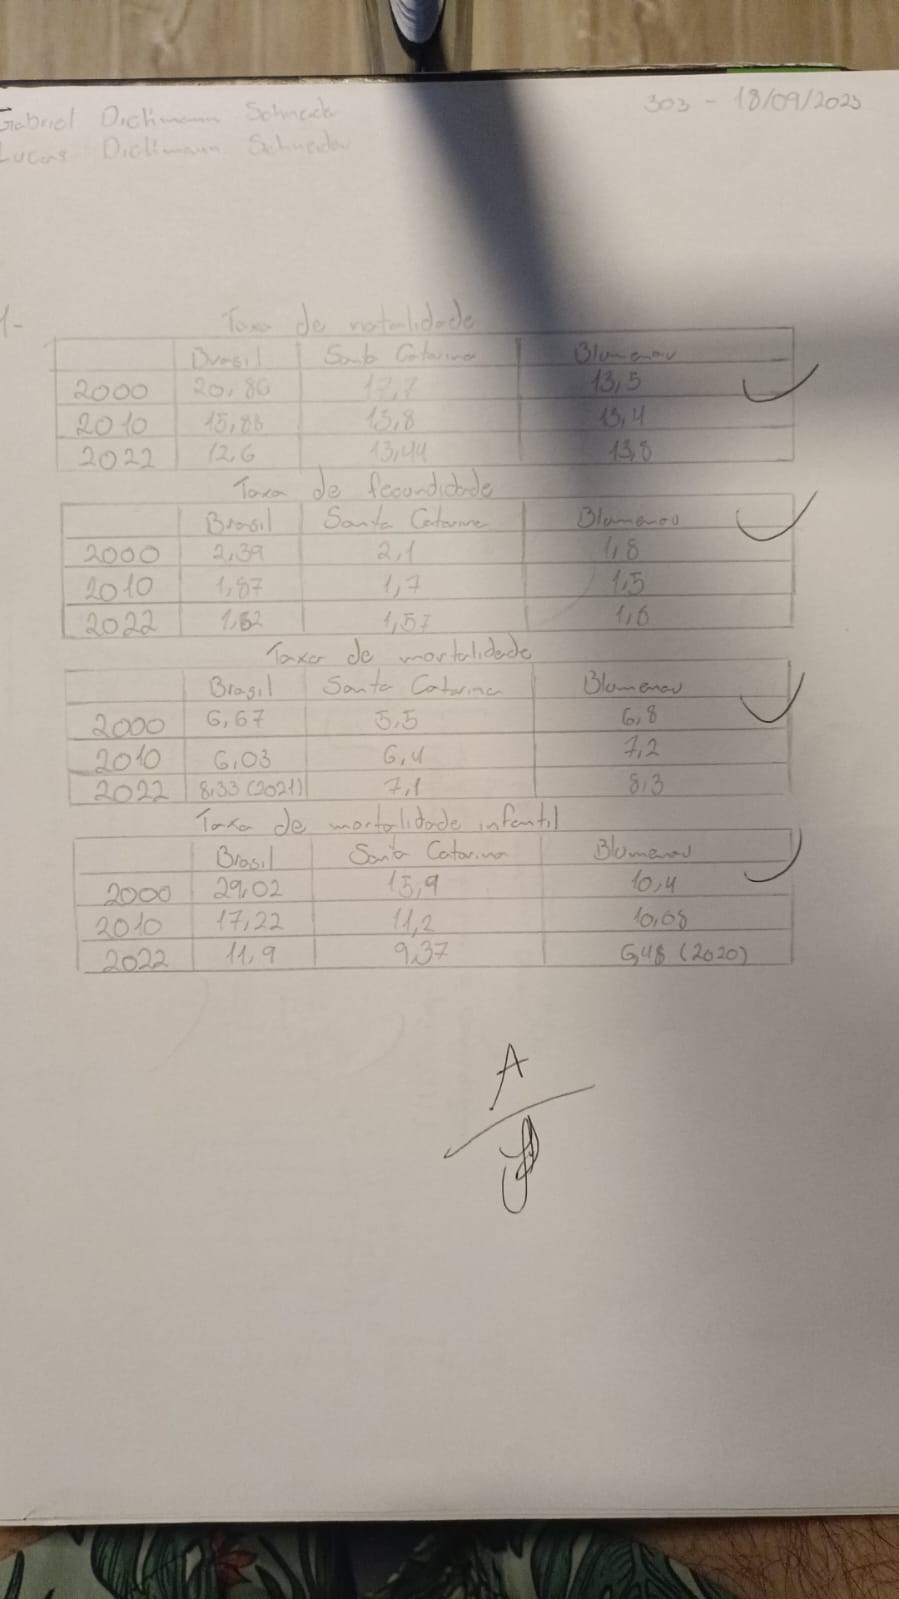 Gabriel Dickmann Schneider 303 - 18/09/2023
Lucas Dickmann Schneider
1-
Taxa de natalidade
Brasil Santa Catarina Blumenau
2000 20,86 17,7 13,5
2010 15,88 13,8 13,4
2022 12,6 13,44 13,8
Taxa de fecundidade
Brasil Santa Catarina Blumenau
2000 2,39 2,1 1,8
2010 1,87 1,7 1,5
2022 1,62 1,57 1,6
Taxa de mortalidade
Brasil Santa Catarina Blumenau
2000 6,67 5,5 6,8
2010 6,03 6,4 7,2
2022 8,33 (2021) 7,1 8,3
Taxa de mortalidade infantil
Brasil Santa Catarina Blumenau
2000 29,02 15,9 10,4
2010 17,22 11,2 10,08
2022 11,9 9,37 6,48 (2020)
A